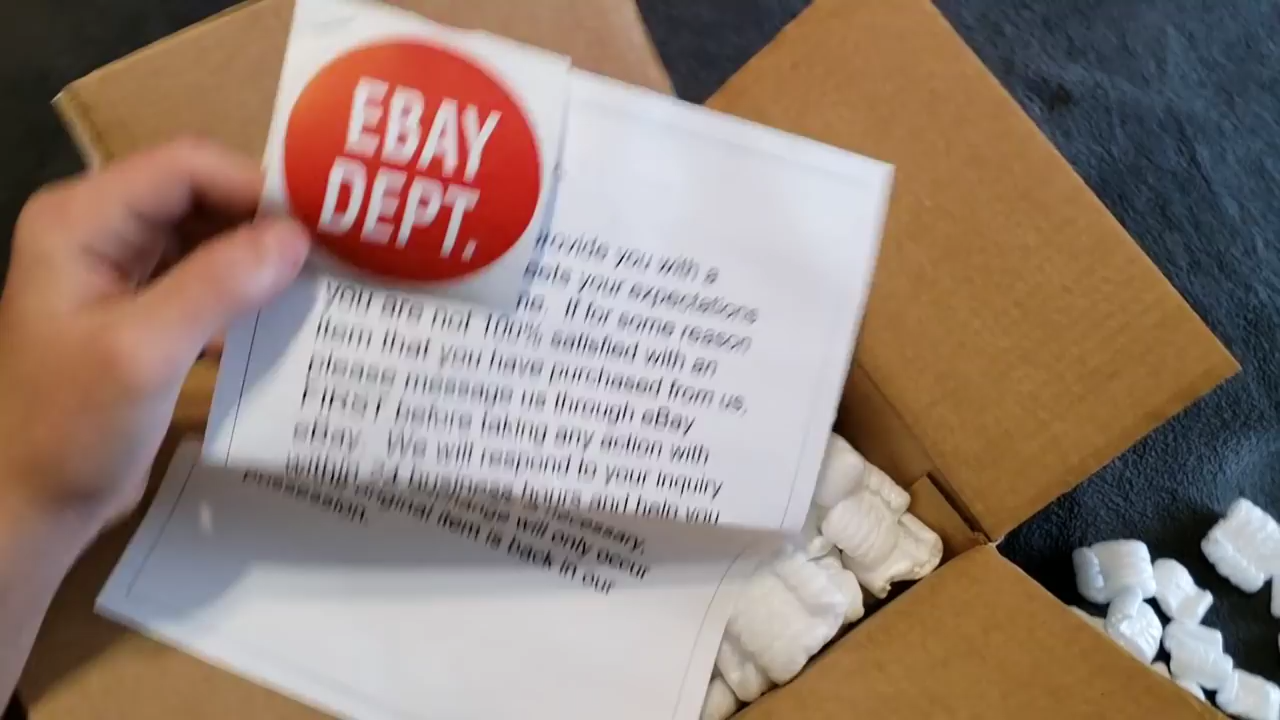 EBAY
DEPT.
ovide you with a
your expectations
If for some reason
you are not 100% satisfied with an
item that you have purchased from us,
please message us through eBay
FIRST before taking any action with
eBay. We will respond to your inquiry
within 24 business hours and help you
necessary,
will only occur
original item is back in our
possession.